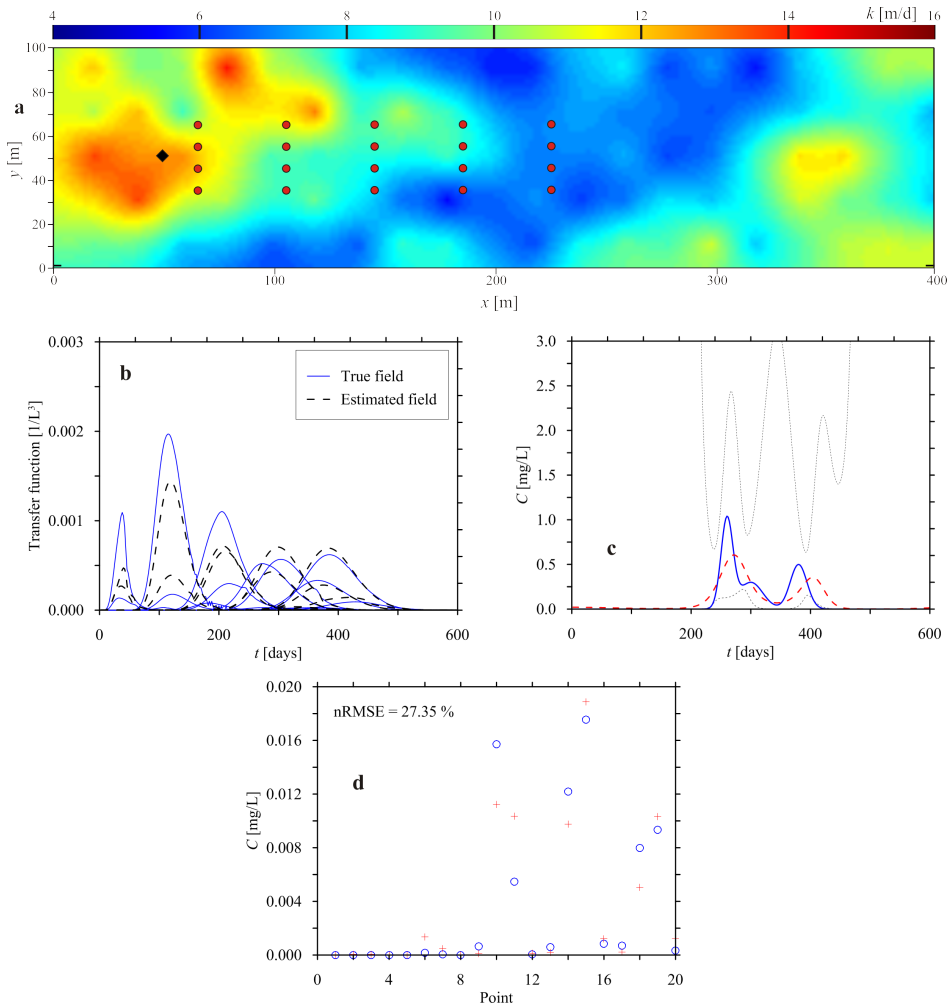 4 6 8 10 12 14 16
k [m/d]
a
100
80
60
40
20
0
y [m]
0 100 200 300 400
x [m]
b
0.003
0.002
0.001
0.000
Transfer function [1/L³]
True field
Estimated field
0 200 400 600
t [days]
c
3.0
2.5
2.0
1.5
1.0
0.5
0.0
C [mg/L]
0 200 400 600
t [days]
nRMSE = 27.35 %
d
0.020
0.016
0.012
0.008
0.004
0.000
C [mg/L]
0 4 8 12 16 20
Point